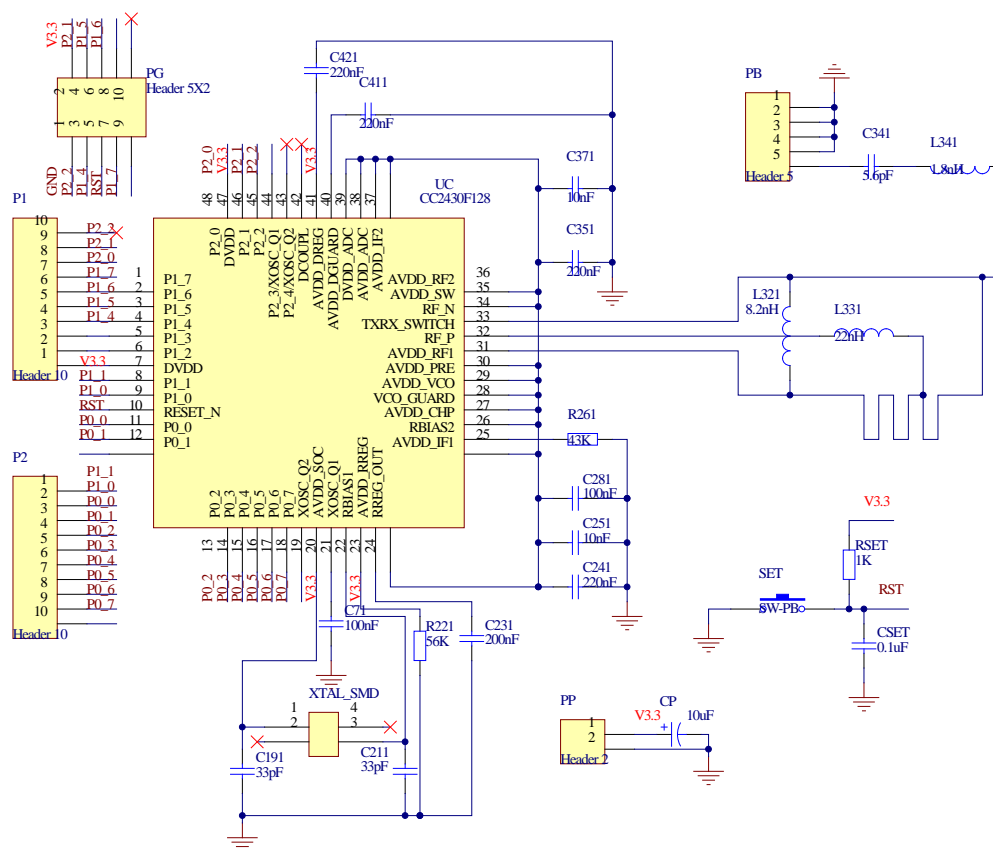 V3.3
P2_1
P1_5
P1_6
2
4
6
8
10
1
3
5
7
9
PG
Header 5X2
GND
P2_2
P1_4
RST
P1_7
C421
220nF
C411
220nF
PB
1
2
3
4
5
Header 5
C341
5.6pF
L341
1.8nH
P2_0
V3.3
P2_1
P2_2
V3.3
48
47
46
45
44
43
42
41
40
39
38
37
UC
CC2430F128
C371
10nF
C351
220nF
P1
10
9
8
7
6
5
4
3
2
1
Header 10
P2_2
P2_1
P2_0
P1_7
P1_6
P1_5
P1_4
V3.3
P1_1
P1_0
RST
P0_0
P0_1
1
2
3
4
5
6
7
8
9
10
11
12
P1_7
P1_6
P1_5
P1_4
P1_3
P1_2
DVDD
P1_1
P1_0
RESET_N
P0_0
P0_1
P2_0
DVDD
P2_1
P2_2
P2_3/XOSC_Q1
P2_4/XOSC_Q2
DCOUPL
AVDD_DREG
AVDD_DGUARD
DVDD_ADC
AVDD_ADC
AVDD_IF2
AVDD_RF2
AVDD_SW
RF_N
TXRX_SWITCH
RF_P
AVDD_RF1
AVDD_PRE
AVDD_VCO
VCO_GUARD
AVDD_CHP
RBIAS2
AVDD_IF1
36
35
34
33
32
31
30
29
28
27
26
25
L321
8.2nH
L331
22nH
R261
43K
C281
100nF
C251
10nF
C241
220nF
P0_2
P0_3
P0_4
P0_5
P0_6
P0_7
XOSC_Q2
AVDD_SOC
XOSC_Q1
RBIAS1
AVDD_RREG
RREG_OUT
13
14
15
16
17
18
19
20
21
22
23
24
P0_2
P0_3
P0_4
P0_5
P0_6
P0_7
V3.3
V3.3
P2
1
2
3
4
5
6
7
8
9
10
Header 10
P1_1
P1_0
P0_0
P0_1
P0_2
P0_3
P0_4
P0_5
P0_6
P0_7
C71
100nF
R221
56K
C231
200nF
XTAL_SMD
1
2
4
3
C191
33pF
C211
33pF
V3.3
RSET
1K
SET
SW-PB
RST
CSET
0.1uF
PP
1
2
Header 2
V3.3
CP
+
10uF